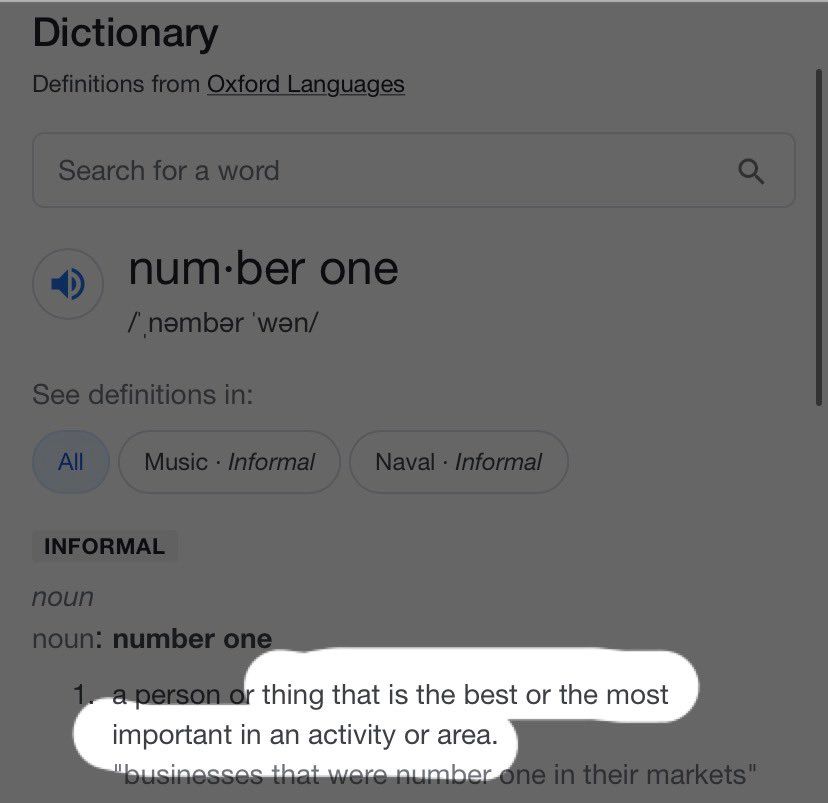 Dictionary
Definitions from Oxford Languages
Search for a word
num·ber one
/ˌnəmbər ˈwən/
See definitions in:
All
Music · Informal
Naval · Informal
INFORMAL
noun
noun: number one
1. a person or thing that is the best or the most
important in an activity or area.
"businesses that were number one in their markets"